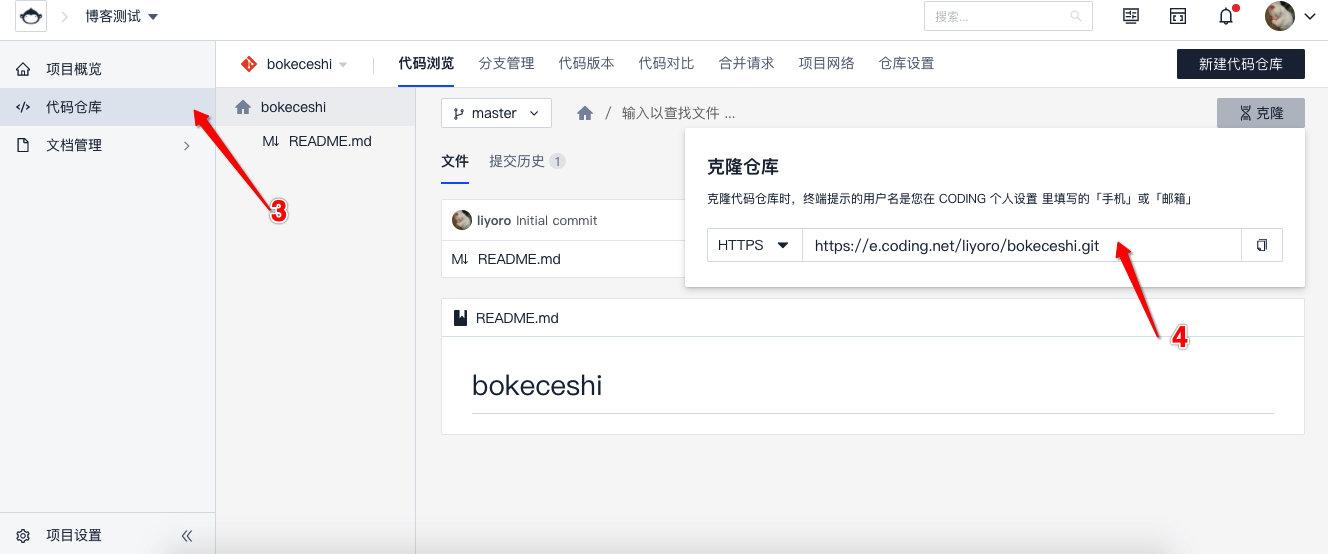 博客测试
搜索...
项目概览
代码仓库
文档管理
项目设置
3
bokeceshi
代码浏览 分支管理 代码版本 代码对比 合并请求 项目网络 仓库设置
新建代码仓库
bokeceshi
README.md
master
/ 输入以查找文件 ...
克隆
文件 提交历史 1
liyoro Initial commit
README.md
克隆仓库
克隆代码仓库时，终端提示的用户名是您在 CODING 个人设置 里填写的「手机」或「邮箱」
HTTPS https://e.coding.net/liyoro/bokeceshi.git
4
README.md
bokeceshi